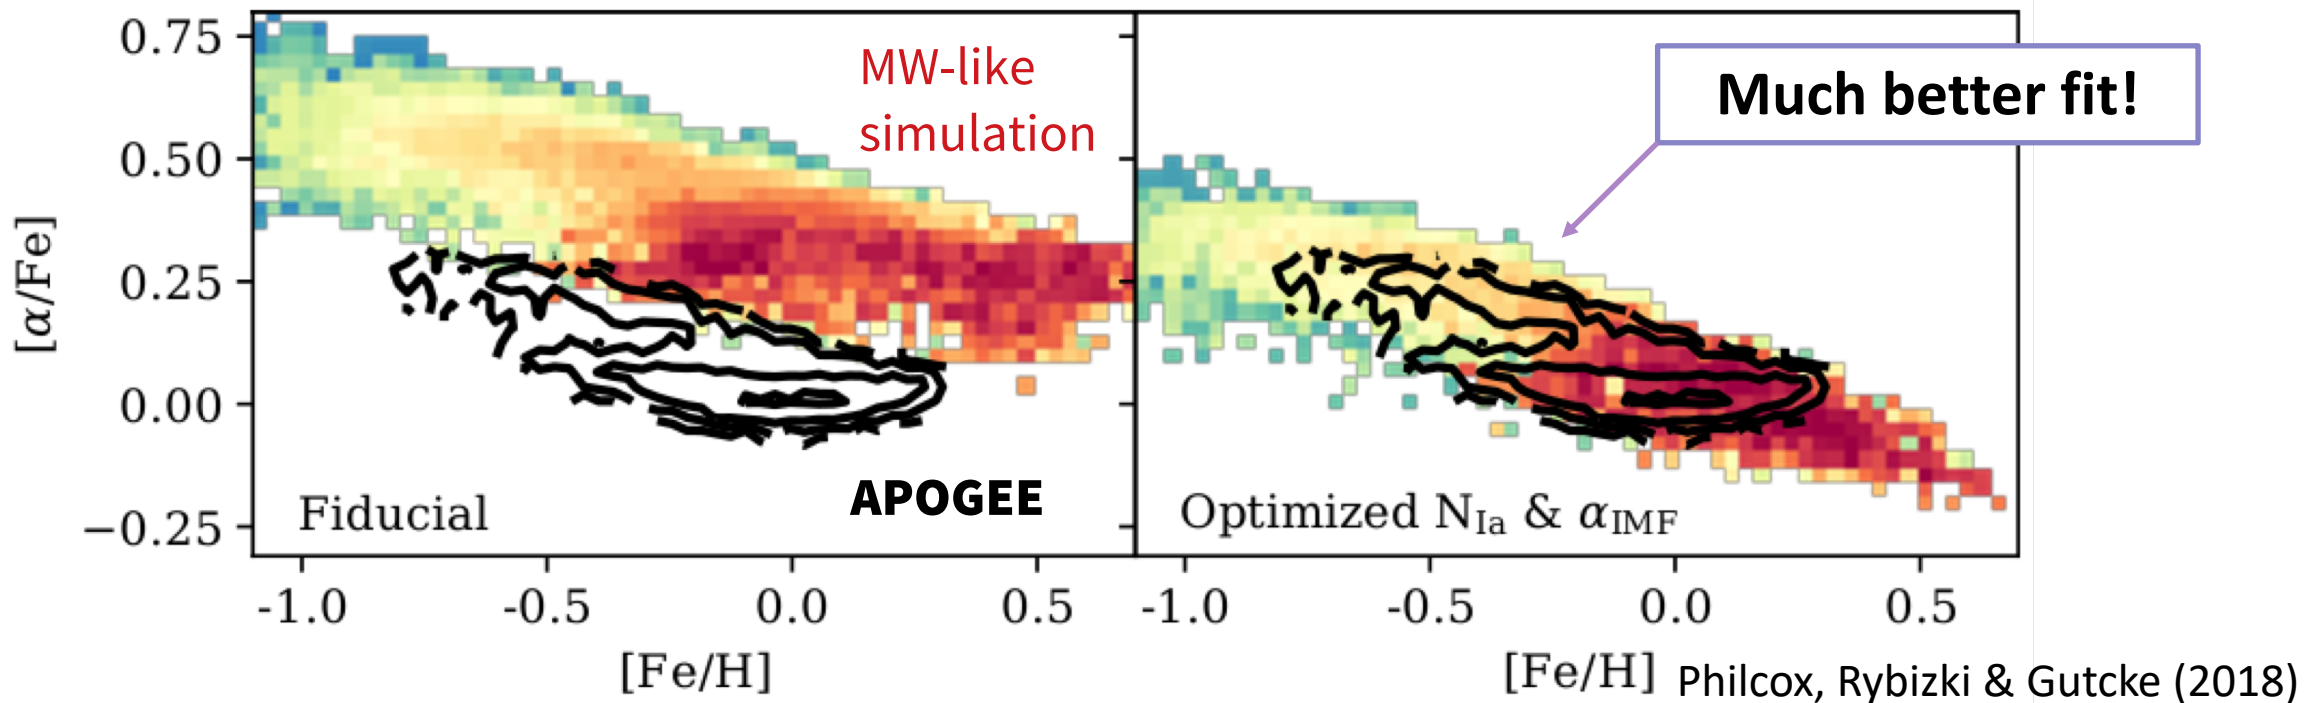 0.75
0.50
0.25
0.00
−0.25
[α/Fe]
MW-like
simulation
Fiducial
APOGEE
-1.0 -0.5 0.0 0.5
[Fe/H]
Much better fit!
Optimized N_Ia & α_IMF
-1.0 -0.5 0.0 0.5
[Fe/H]
Philcox, Rybizki & Gutcke (2018)